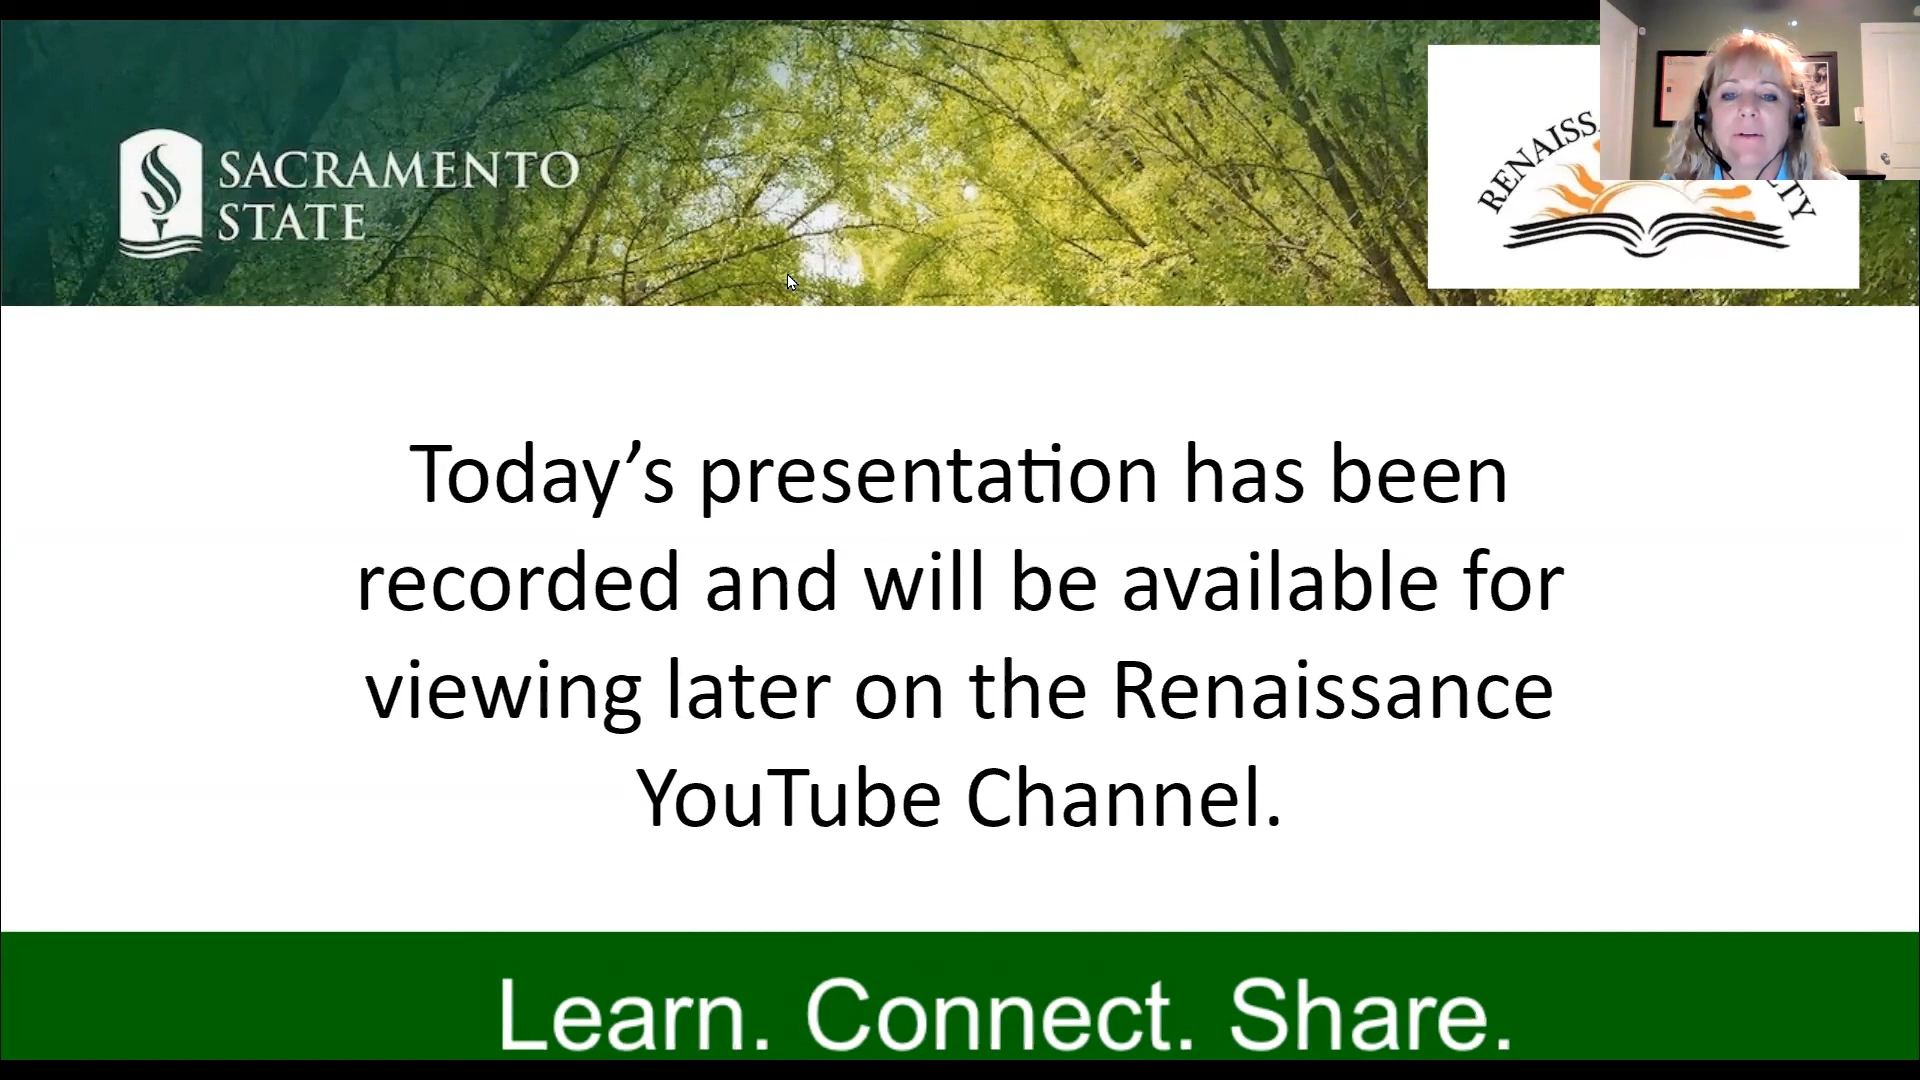 SACRAMENTO
STATE
Today’s presentation has been
recorded and will be available for
viewing later on the Renaissance
YouTube Channel.
Learn. Connect. Share.